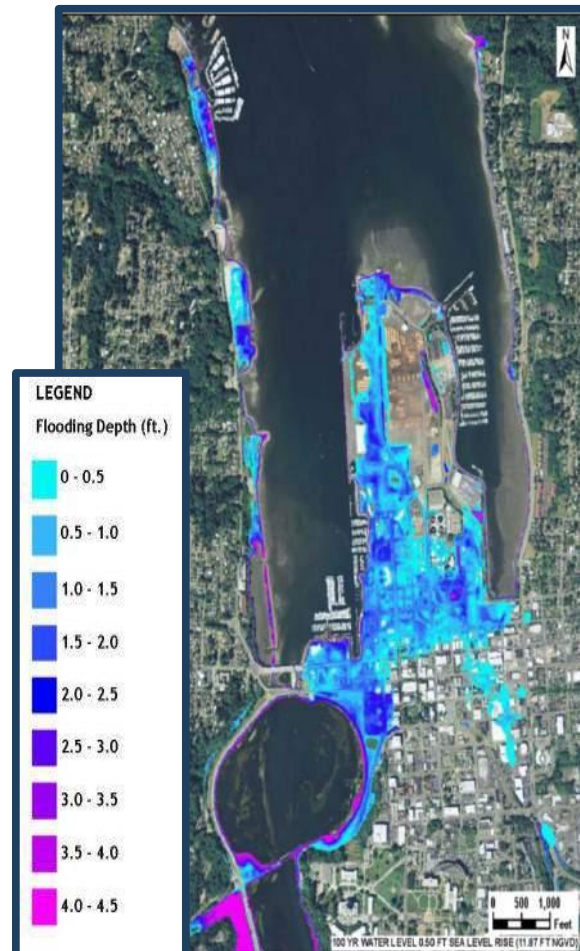 N
LEGEND
Flooding Depth (ft.)
0 - 0.5
0.5 - 1.0
1.0 - 1.5
1.5 - 2.0
2.0 - 2.5
2.5 - 3.0
3.0 - 3.5
3.5 - 4.0
4.0 - 4.5
0 500 1,000
Feet
100 YR WATER LEVEL 0.50 FT SEA LEVEL RISE (11.87 FT NGVD)